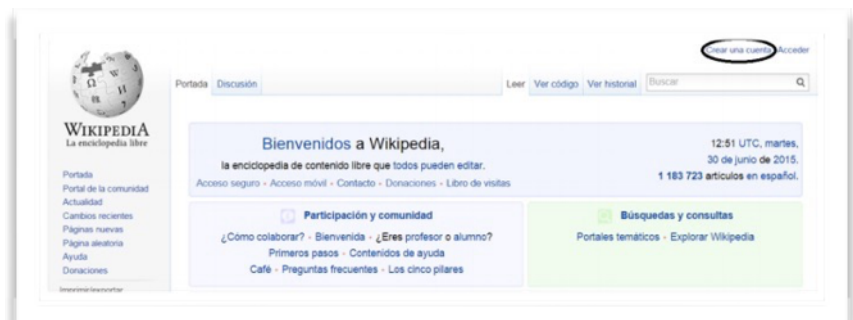 Crear una cuenta Acceder
Portada Discusión Leer Ver código Ver historial Buscar
WIKIPEDIA
La enciclopedia libre
Portada
Portal de la comunidad
Actualidad
Cambios recientes
Páginas nuevas
Página aleatoria
Ayuda
Donaciones
Imprimir/exportar
Bienvenidos a Wikipedia,
la enciclopedia de contenido libre que todos pueden editar.
Acceso seguro - Acceso móvil - Contacto - Donaciones - Libro de visitas
12:51 UTC, martes,
30 de junio de 2015.
1 183 723 artículos en español.
Participación y comunidad
¿Cómo colaborar? - Bienvenida - ¿Eres profesor o alumno?
Primeros pasos - Contenidos de ayuda
Café - Preguntas frecuentes - Los cinco pilares
Búsquedas y consultas
Portales temáticos - Explorar Wikipedia